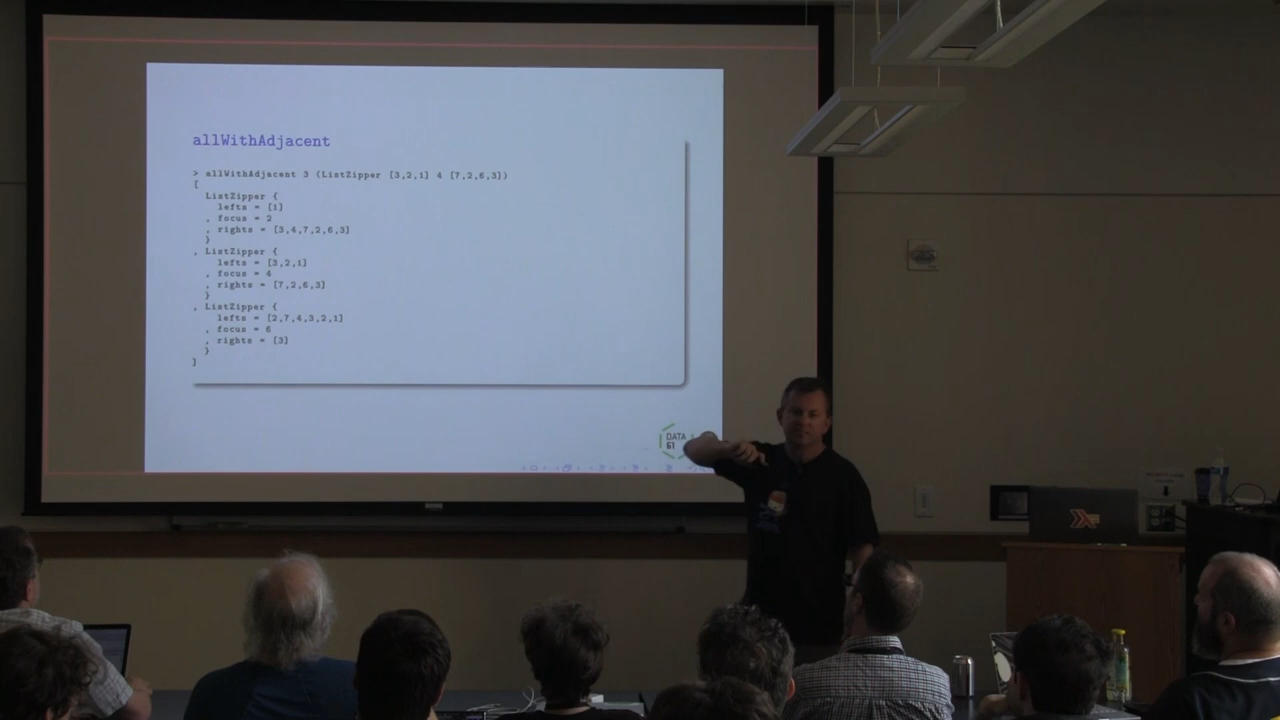 allWithAdjacent
> allWithAdjacent 3 (ListZipper [3,2,1] 4 [7,2,6,3])
[
ListZipper {
lefts = [1]
, focus = 2
, rights = [3,4,7,2,6,3]
}
, ListZipper {
lefts = [3,2,1]
, focus = 4
, rights = [7,2,6,3]
}
, ListZipper {
lefts = [2,7,4,3,2,1]
, focus = 6
, rights = [3]
}
]
DATA
61